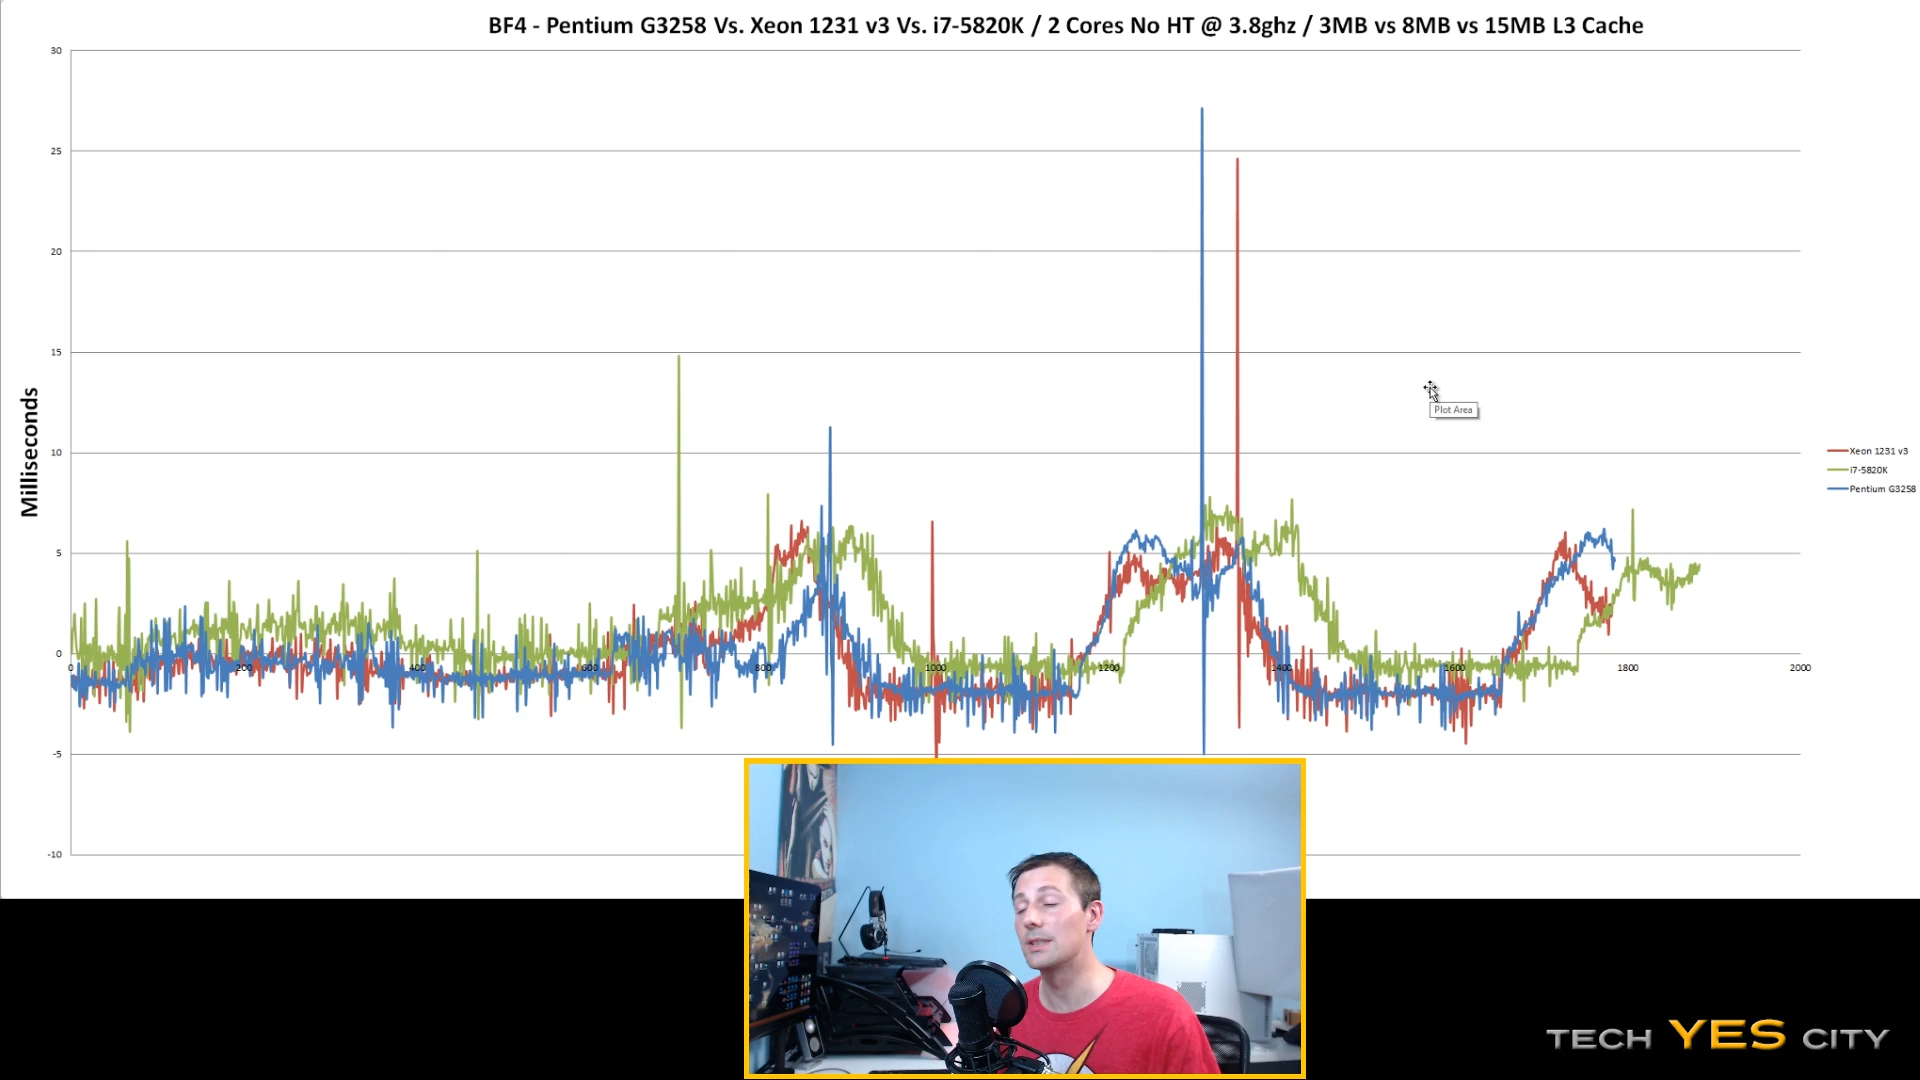 BF4 - Pentium G3258 Vs. Xeon 1231 v3 Vs. i7-5820K / 2 Cores No HT @ 3.8ghz / 3MB vs 8MB vs 15MB L3 Cache
30
25
20
15
10
5
0
-5
-10
Milliseconds
0 200 400 600 800 1000 1200 1400 1600 1800 2000
Plot Area
Xeon 1231 v3
i7-5820K
Pentium G3258
TECH YES CITY